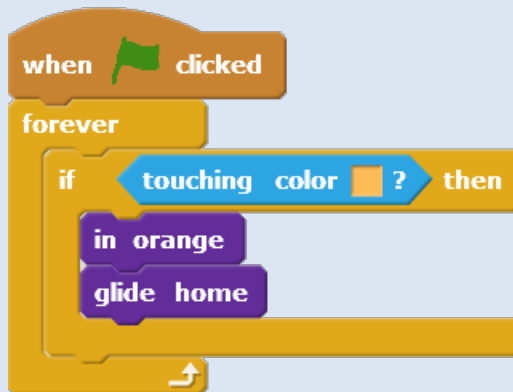 when clicked
forever
if touching color ? then
in orange
glide home